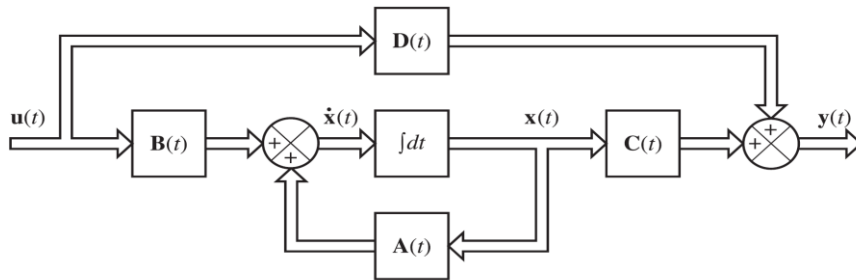 D(t)
u(t)
ẋ(t)
x(t)
y(t)
B(t)
+
+
∫dt
C(t)
+
+
A(t)